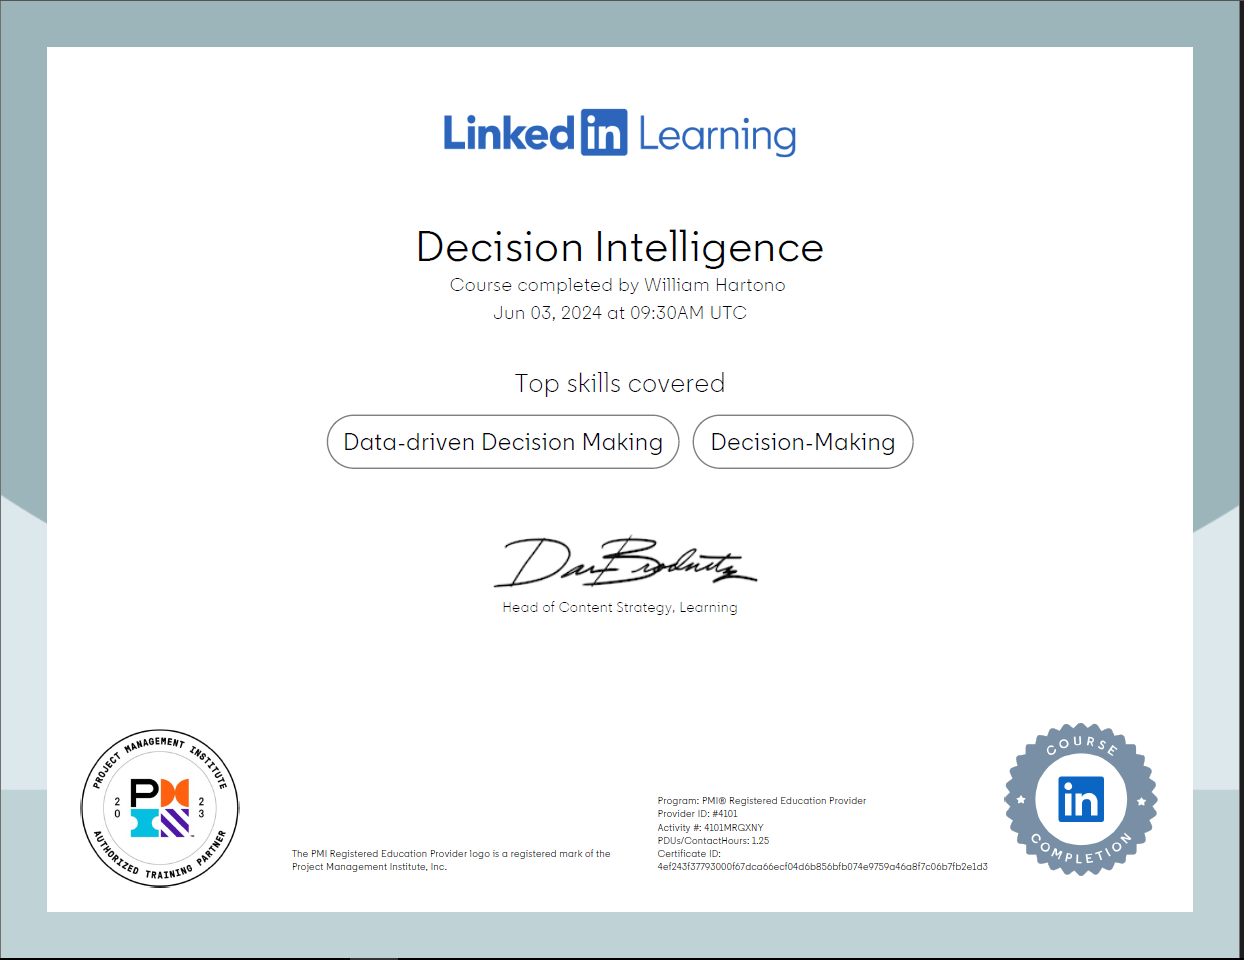 LinkedIn Learning
Decision Intelligence
Course completed by William Hartono
Jun 03, 2024 at 09:30AM UTC
Top skills covered
Data-driven Decision Making
Decision-Making
Dan Brodnitz
Head of Content Strategy, Learning
PROJECT MANAGEMENT INSTITUTE
2023
AUTHORIZED TRAINING PARTNER
The PMI Registered Education Provider logo is a registered mark of the
Project Management Institute, Inc.
Program: PMI® Registered Education Provider
Provider ID: #4101
Activity #: 4101MRGXNY
PDUs/ContactHours: 1.25
Certificate ID:
4ef243f37793000f67dca66ecf04d6b856bfb074e9759a46a8f7c06b7fb2e1d3
COURSE
in
COMPLETION